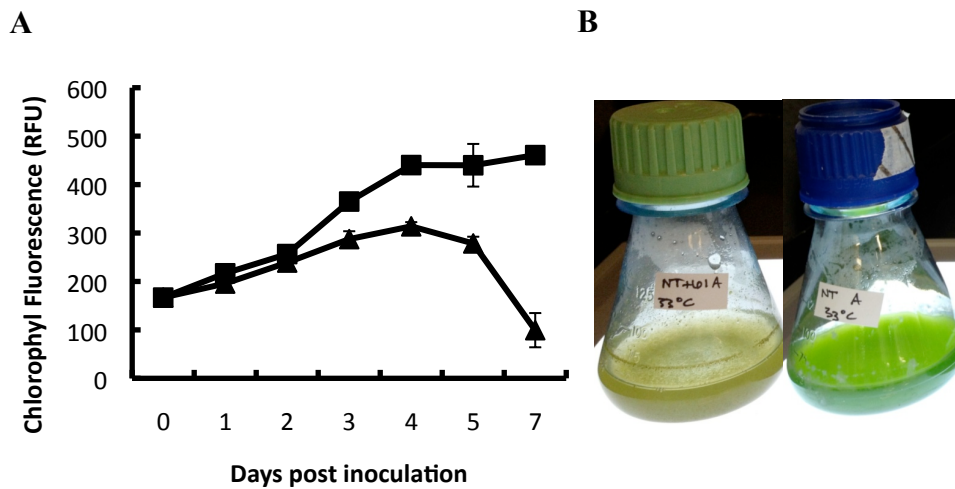 A
B
Chlorophyl Fluorescence (RFU)
600
500
400
300
200
100
0
0 1 2 3 4 5 7
Days post inoculation
NT+61A
33°C
125
NT A
33°C